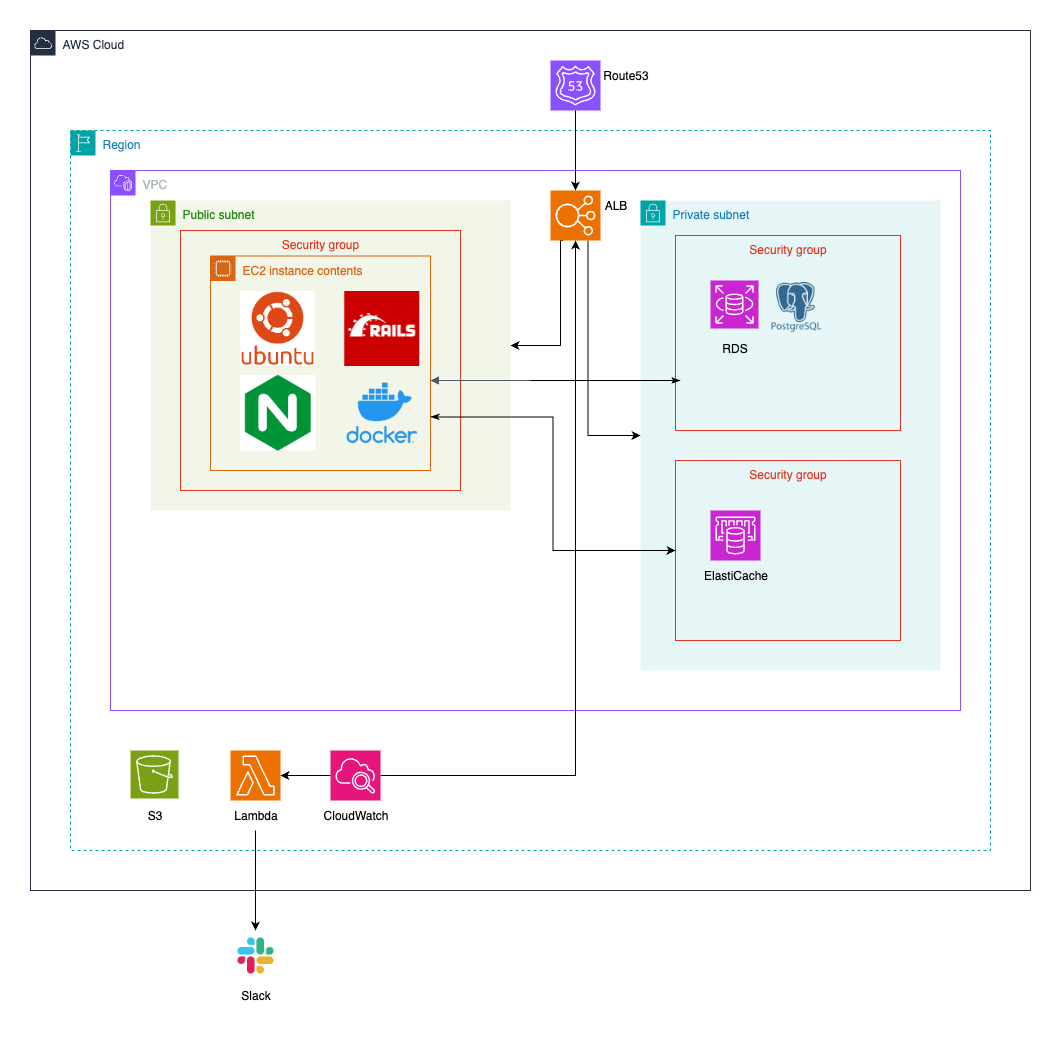 AWS Cloud
53
Route53
Region
VPC
ALB
Public subnet
Private subnet
Security group
Security group
EC2 instance contents
ubuntu
RAILS
PostgreSQL
RDS
N
docker
Security group
ElastiCache
S3
Lambda
CloudWatch
Slack